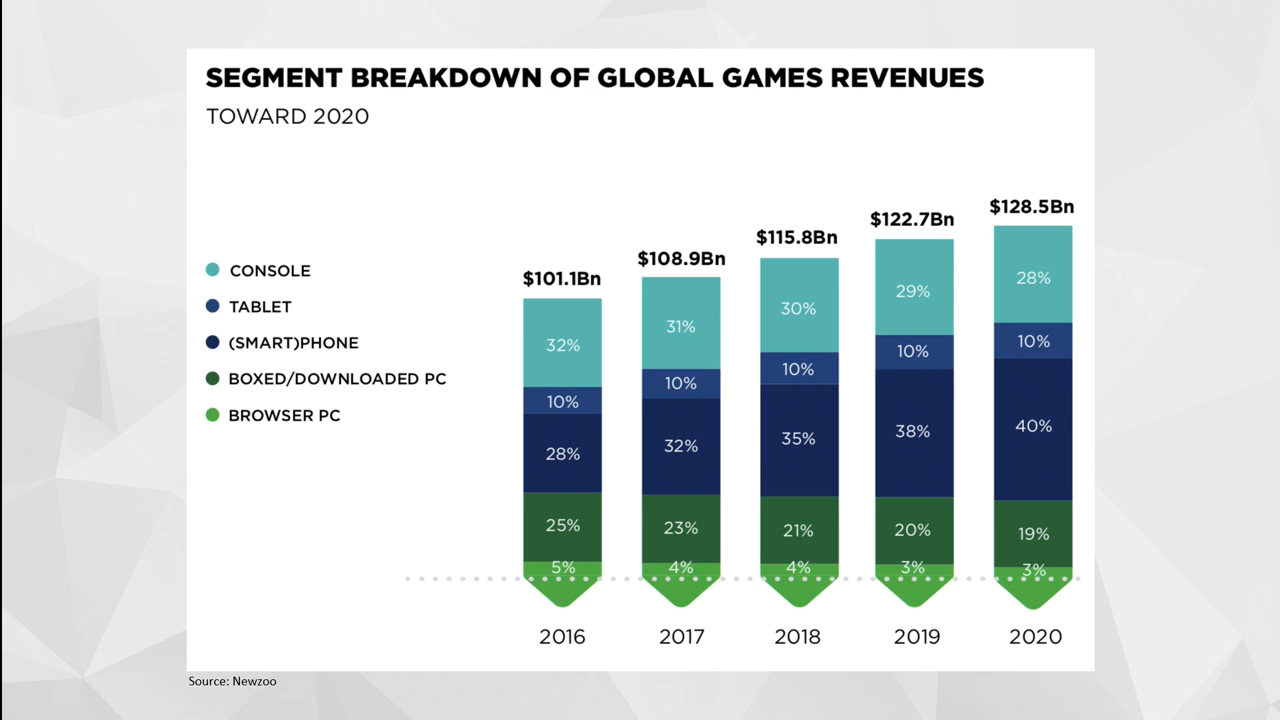 SEGMENT BREAKDOWN OF GLOBAL GAMES REVENUES
TOWARD 2020
CONSOLE
TABLET
(SMART)PHONE
BOXED/DOWNLOADED PC
BROWSER PC
$101.1Bn
32%
10%
28%
25%
5%
2016
$108.9Bn
31%
10%
32%
23%
4%
2017
$115.8Bn
30%
10%
35%
21%
4%
2018
$122.7Bn
29%
10%
38%
20%
3%
2019
$128.5Bn
28%
10%
40%
19%
3%
2020
Source: Newzoo